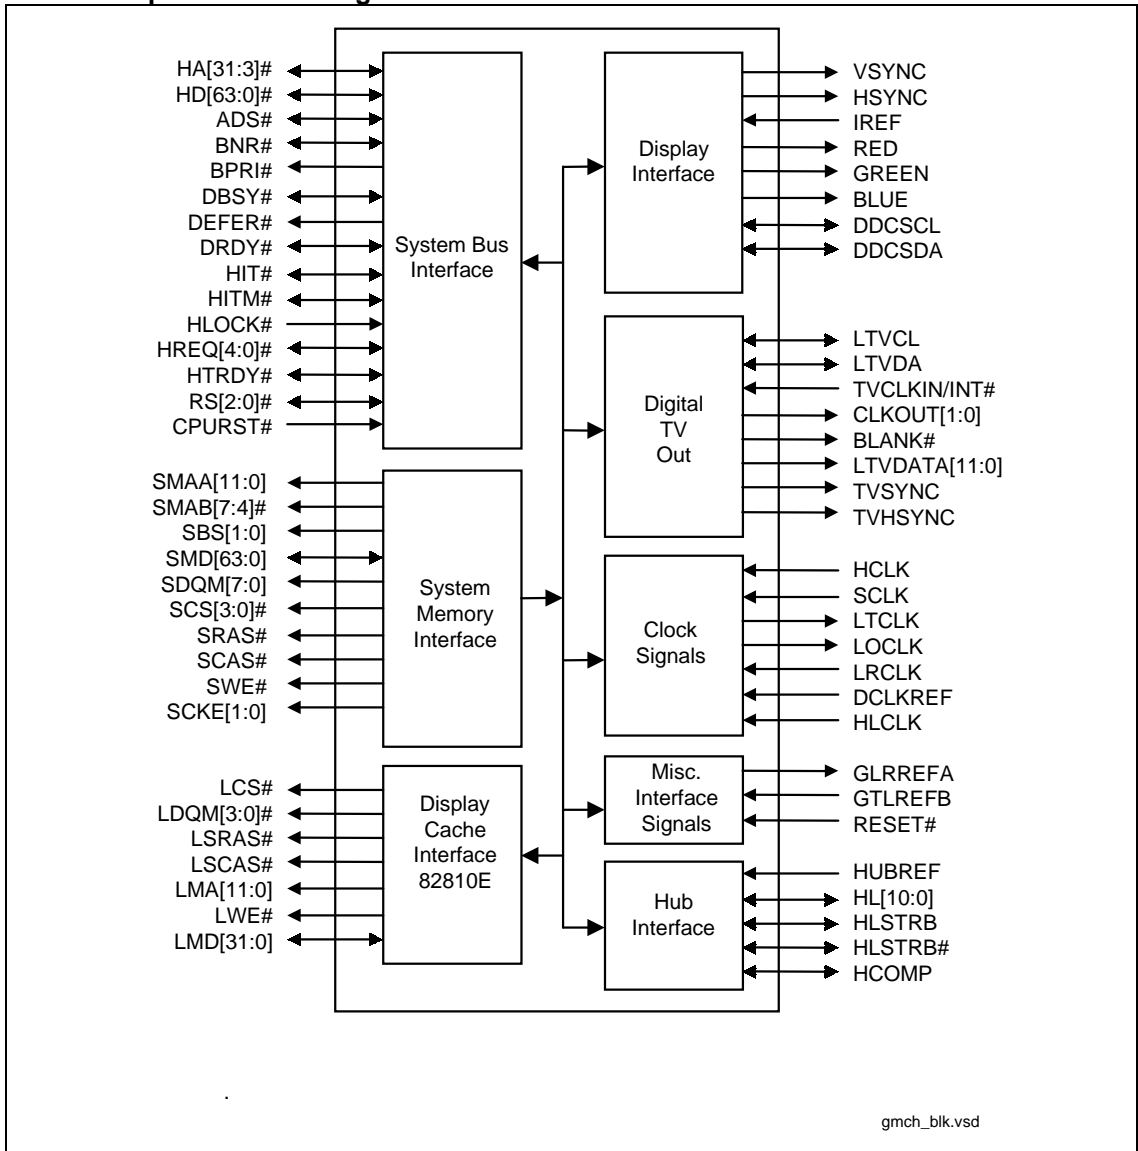 HA[31:3]#
HD[63:0]#
ADS#
BNR#
BPRI#
DBSY#
DEFER#
DRDY#
HIT#
HITM#
HLOCK#
HREQ[4:0]#
HTRDY#
RS[2:0]#
CPURST#
System Bus
Interface
SMAA[11:0]
SMAB[7:4]#
SBS[1:0]
SMD[63:0]
SDQM[7:0]
SCS[3:0]#
SRAS#
SCAS#
SWE#
SCKE[1:0]
System
Memory
Interface
LCS#
LDQM[3:0]#
LSRAS#
LSCAS#
LMA[11:0]
LWE#
LMD[31:0]
Display
Cache
Interface
82810E
Display
Interface
VSYNC
HSYNC
IREF
RED
GREEN
BLUE
DDCSCL
DDCSDA
Digital
TV
Out
LTVCL
LTVDA
TVCLKIN/INT#
CLKOUT[1:0]
BLANK#
LTVDATA[11:0]
TVSYNC
TVHSYNC
Clock
Signals
HCLK
SCLK
LTCLK
LOCLK
LRCLK
DCLKREF
HLCLK
Misc.
Interface
Signals
GLRREFA
GTLREFB
RESET#
Hub
Interface
HUBREF
HL[10:0]
HLSTRB
HLSTRB#
HCOMP
.
gmch_blk.vsd